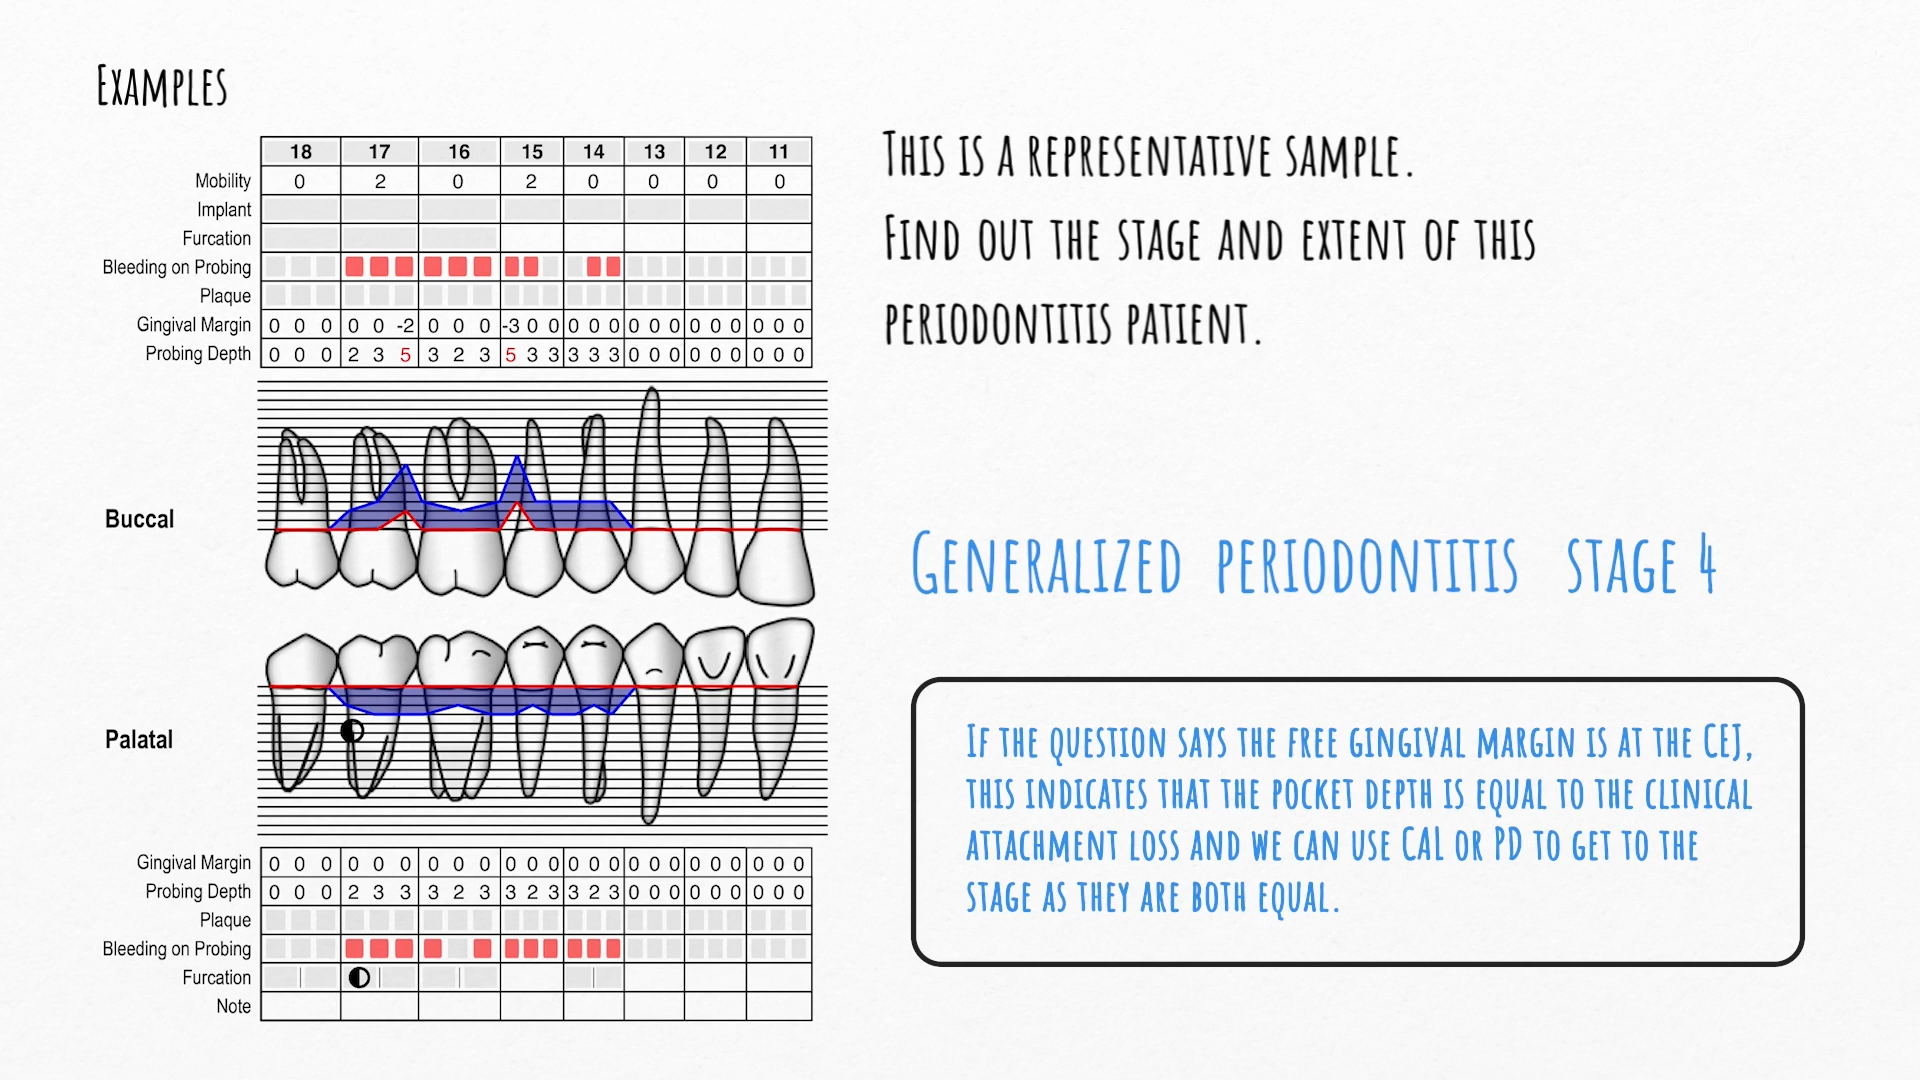 Examples
18 17 16 15 14 13 12 11
Mobility 0 2 0 2 0 0 0 0
Implant
Furcation
Bleeding on Probing
Plaque
Gingival Margin 0 0 0 0 0 -2 0 0 0 -3 0 0 0 0 0 0 0 0 0 0 0 0 0 0
Probing Depth 0 0 0 2 3 5 3 2 3 5 3 3 3 3 3 0 0 0 0 0 0 0 0 0
Buccal
Palatal
Gingival Margin 0 0 0 0 0 0 0 0 0 0 0 0 0 0 0 0 0 0 0 0 0 0 0 0
Probing Depth 0 0 0 2 3 3 3 2 3 3 2 3 3 2 3 0 0 0 0 0 0 0 0 0
Plaque
Bleeding on Probing
Furcation
Note
This is a representative sample.
Find out the stage and extent of this
periodontitis patient.
Generalized periodontitis stage 4
If the question says the free gingival margin is at the CEJ,
this indicates that the pocket depth is equal to the clinical
attachment loss and we can use CAL or PD to get to the
stage as they are both equal.